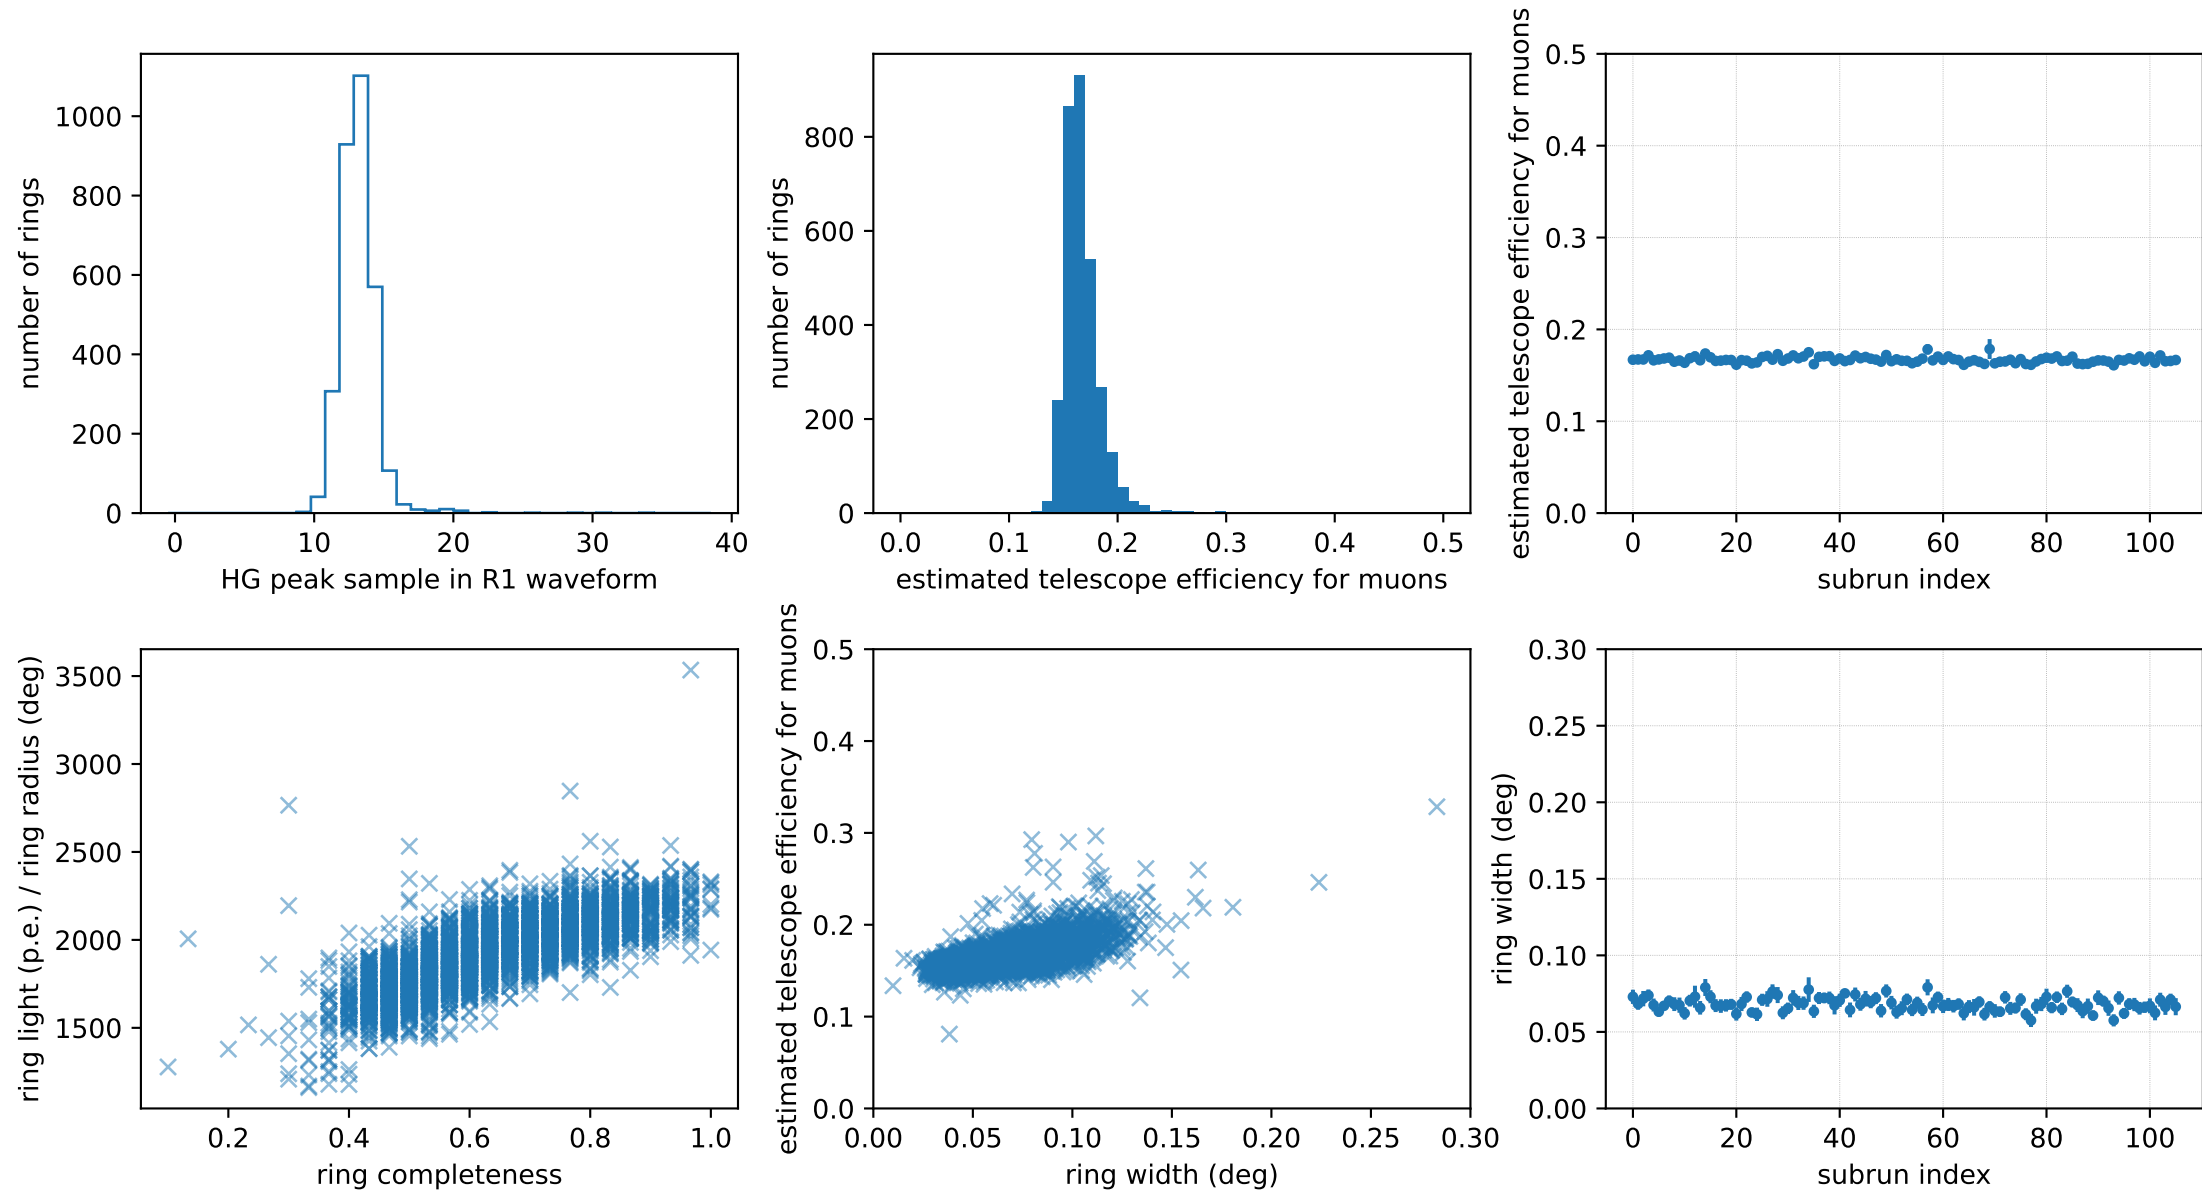 number of rings
1000
800
600
400
200
0
0 10 20 30 40
HG peak sample in R1 waveform
number of rings
800
600
400
200
0
0.0 0.1 0.2 0.3 0.4 0.5
estimated telescope efficiency for muons
estimated telescope efficiency for muons
0.5
0.4
0.3
0.2
0.1
0.0
0 20 40 60 80 100
subrun index
ring light (p.e.) / ring radius (deg)
3500
3000
2500
2000
1500
0.2 0.4 0.6 0.8 1.0
ring completeness
estimated telescope efficiency for muons
0.5
0.4
0.3
0.2
0.1
0.0
0.00 0.05 0.10 0.15 0.20 0.25 0.30
ring width (deg)
ring width (deg)
0.30
0.25
0.20
0.15
0.10
0.05
0.00
0 20 40 60 80 100
subrun index